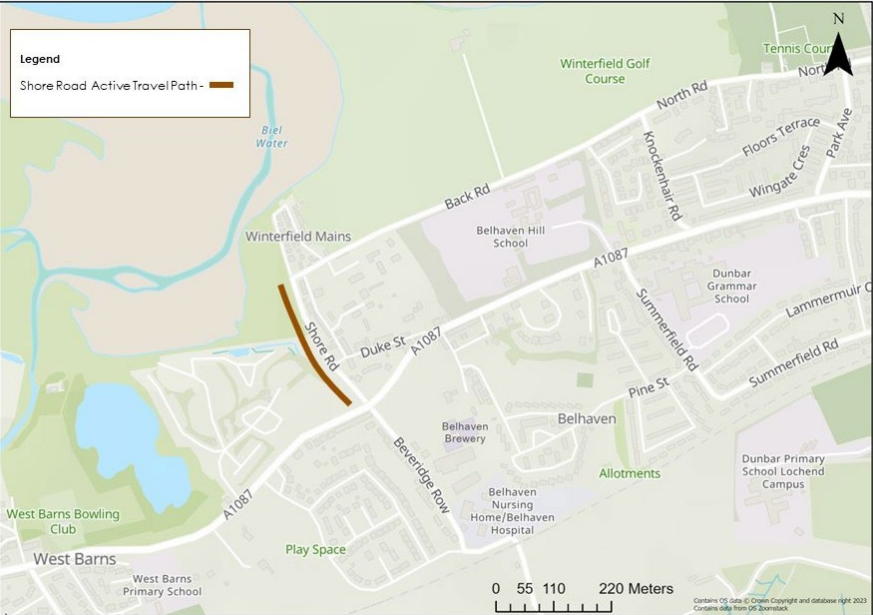 Legend
Shore Road Active Travel Path -
N
Tennis Cour
North
Winterfield Golf
Course
North Rd
Biel
Water
Floors Terrace
Park Ave
Knockenhair Rd
Wingate Cres
Back Rd
Belhaven Hill
School
Winterfield Mains
A1087
Dunbar
Grammar
School
Lammermuir C
Summerfield Rd
Shore Rd
Duke St
A1087
Summerfield Rd
Pine St
Belhaven
Belhaven
Brewery
Beveridge Row
Allotments
Dunbar Primary
School Lochend
Campus
A1087
Belhaven
Nursing
Home/Belhaven
Hospital
West Barns Bowling
Club
Play Space
West Barns
West Barns
Primary School
0 55 110 220 Meters
Contains OS data © Crown Copyright and database right 2023
Contains data from OS Zoomstack